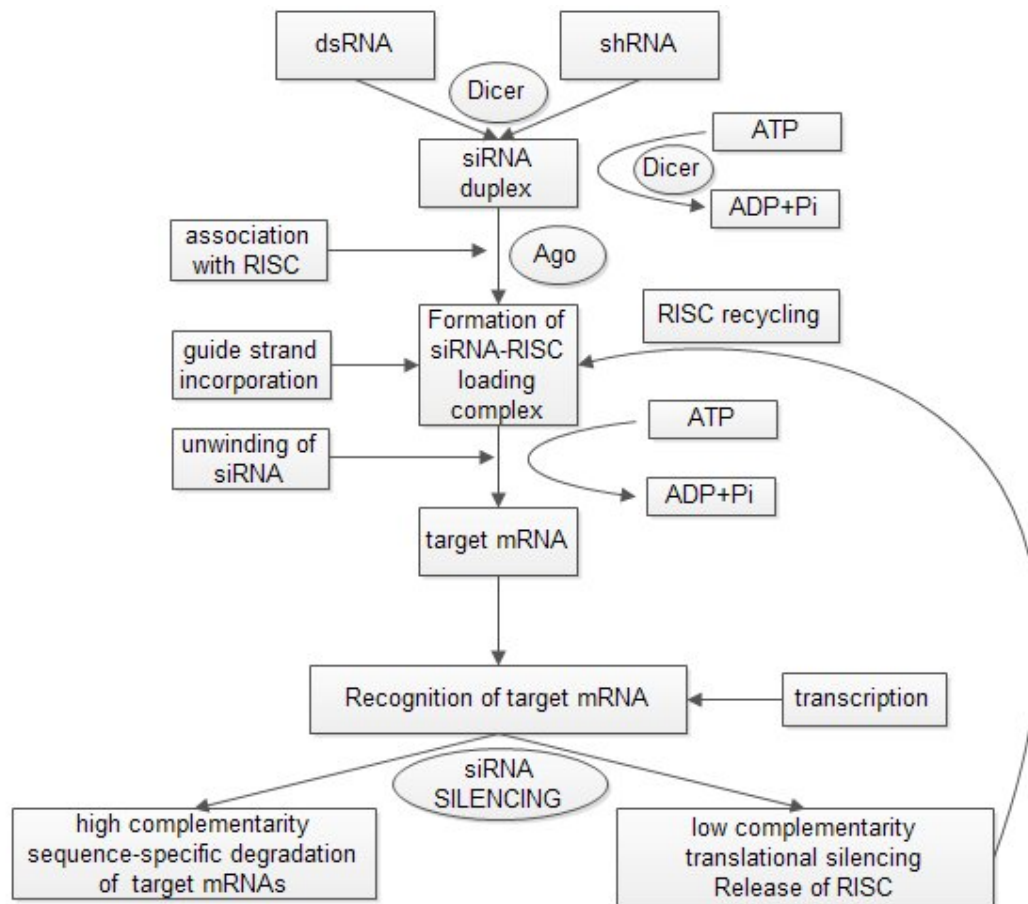 dsRNA
shRNA
Dicer
siRNA
duplex
ATP
Dicer
ADP+Pi
association
with RISC
Ago
RISC recycling
Formation of
siRNA-RISC
loading
complex
guide strand
incorporation
ATP
unwinding of
siRNA
ADP+Pi
target mRNA
Recognition of target mRNA
transcription
siRNA
SILENCING
high complementarity
sequence-specific degradation
of target mRNAs
low complementarity
translational silencing
Release of RISC